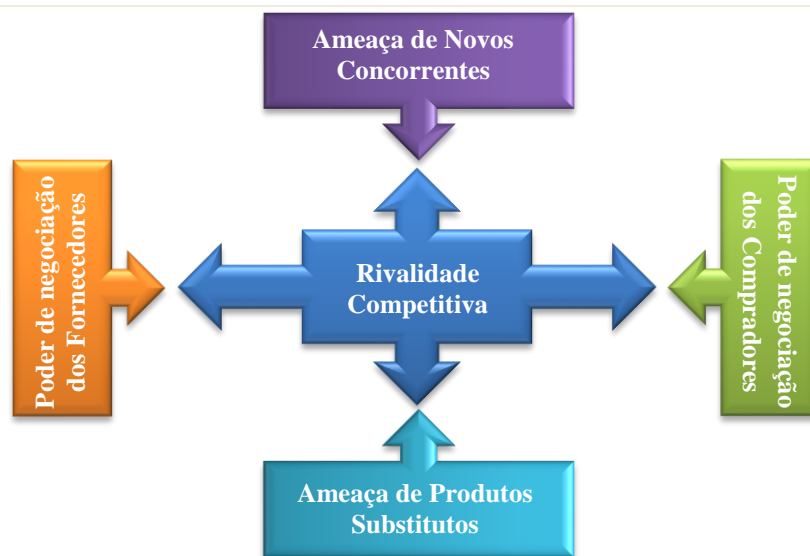 Ameaça de Novos
Concorrentes
Poder de negociação
dos Fornecedores
Rivalidade
Competitiva
Poder de negociação
dos Compradores
Ameaça de Produtos
Substitutos